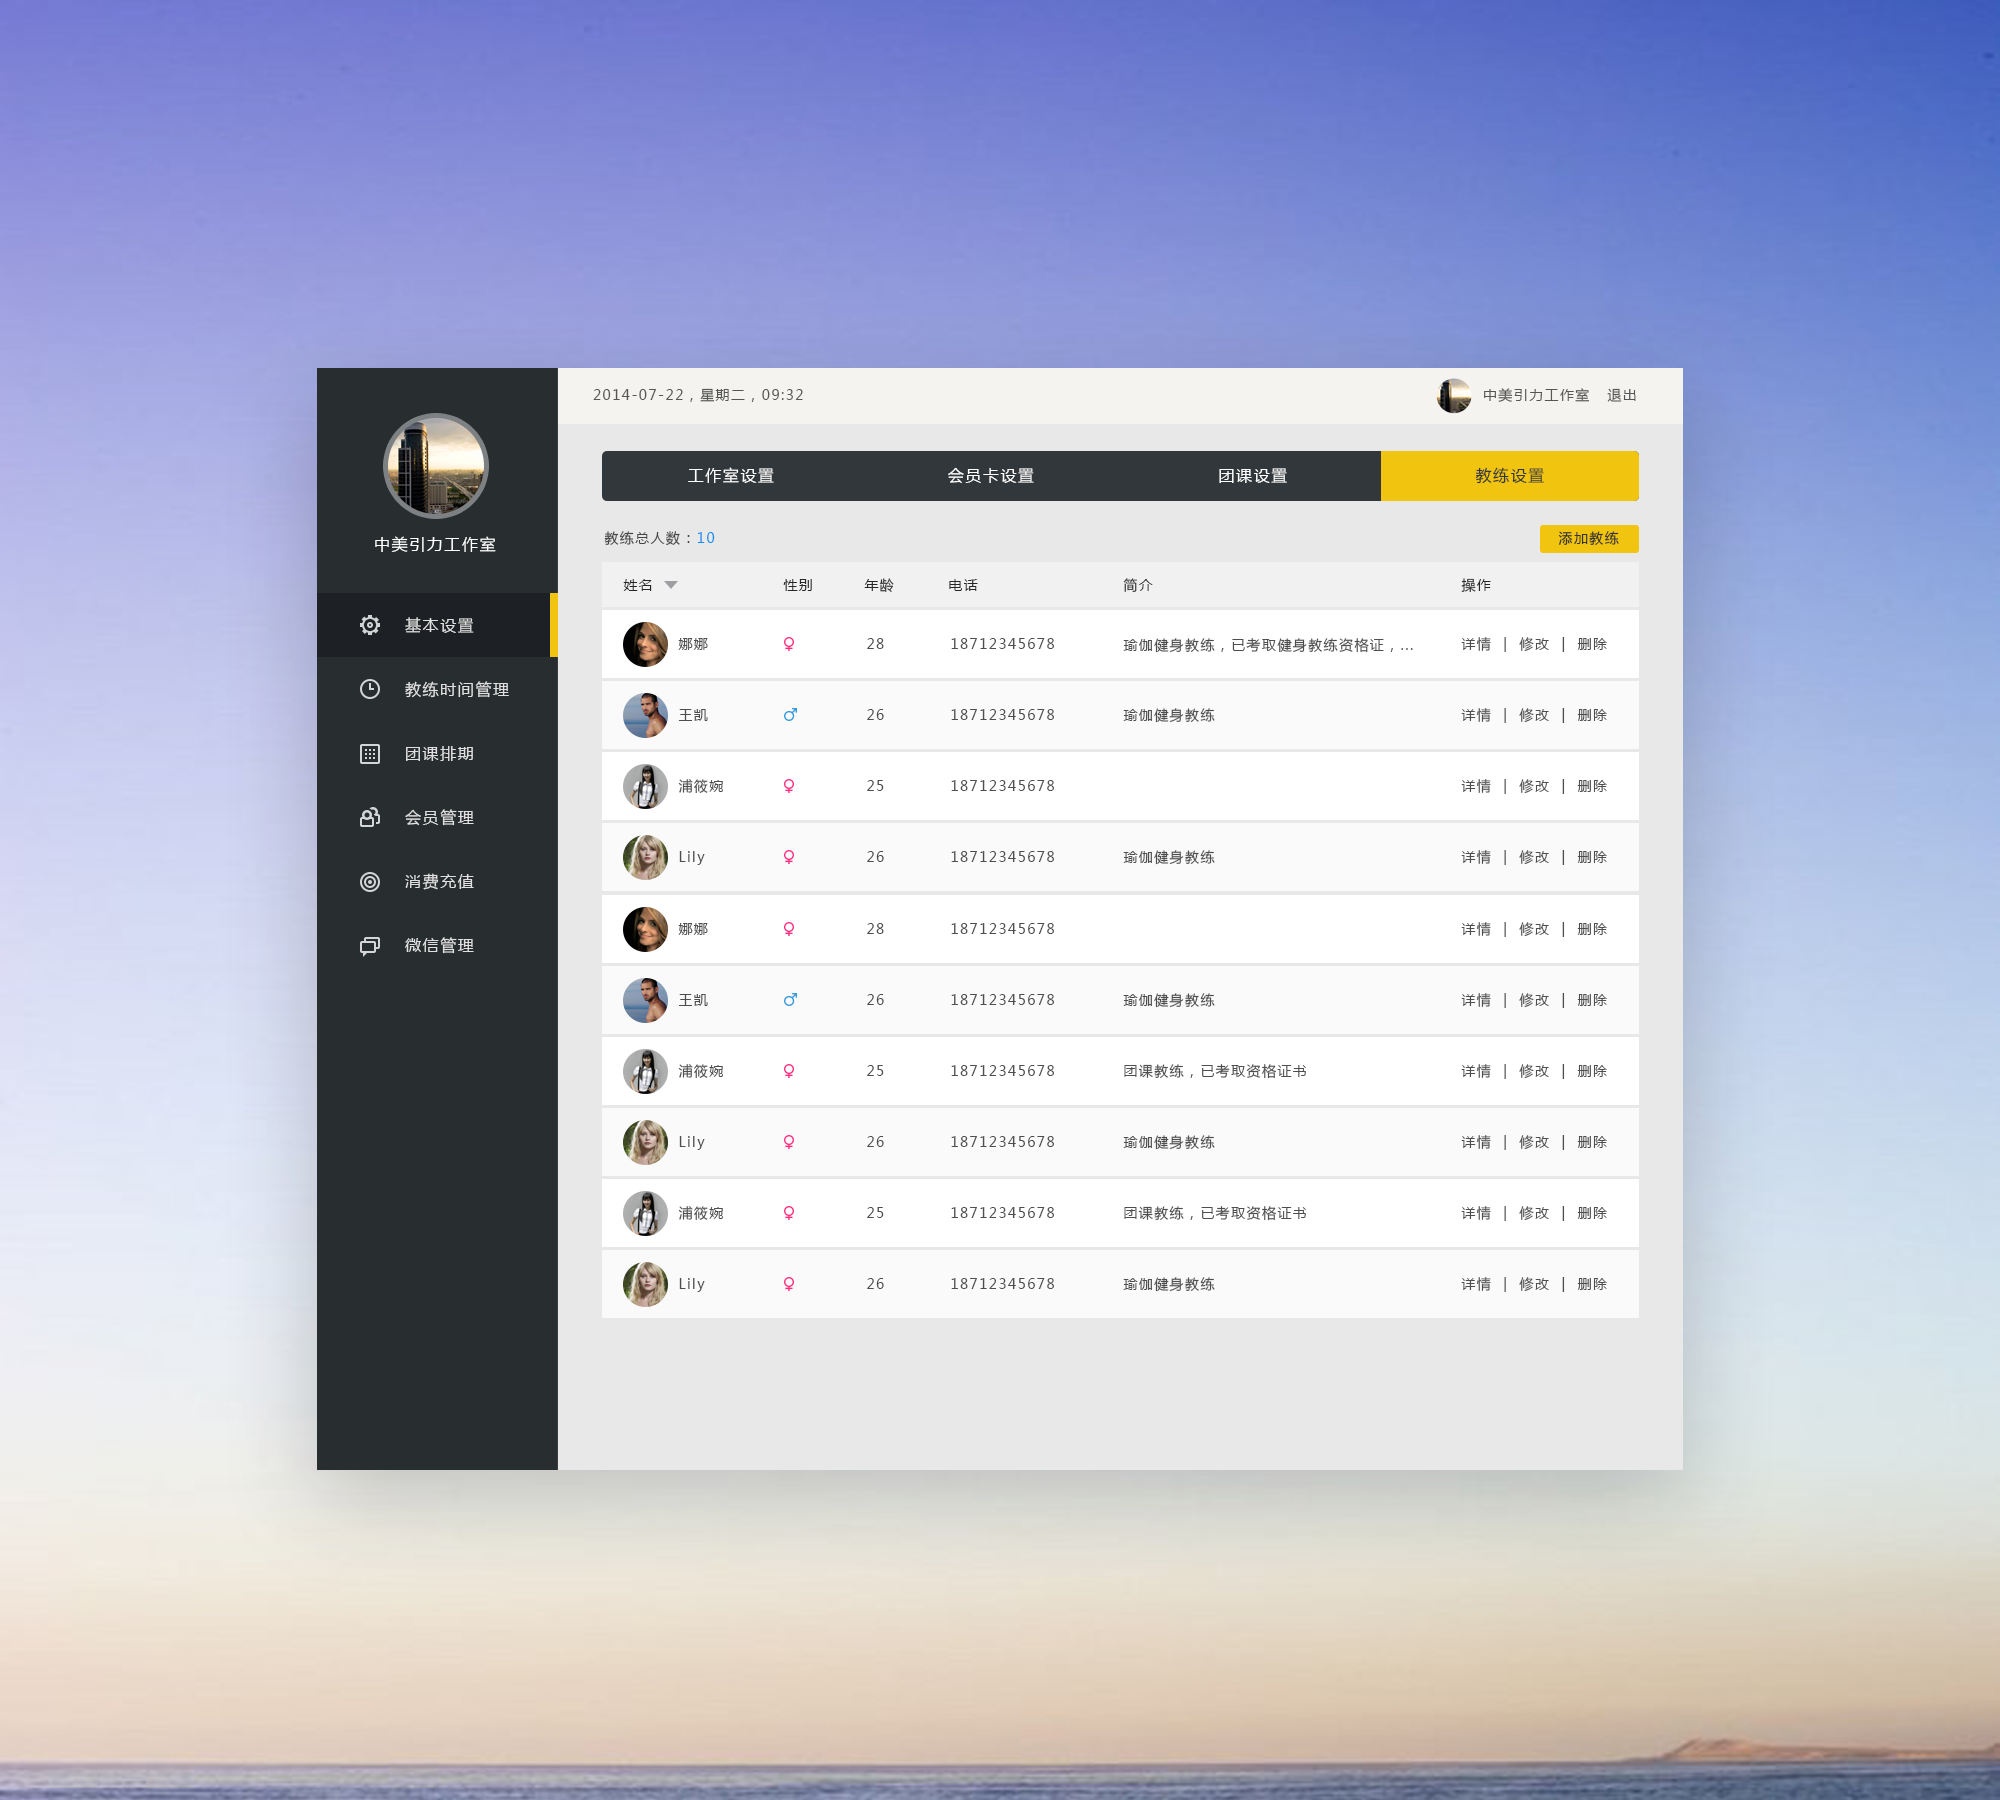 2014-07-22，星期二，09:32
中美引力工作室 退出
中美引力工作室
基本设置
教练时间管理
团课排期
会员管理
消费充值
微信管理
工作室设置 会员卡设置 团课设置 教练设置
教练总人数：10 添加教练
姓名 性别 年龄 电话 简介 操作
娜娜 ♀ 28 18712345678 瑜伽健身教练，已考取健身教练资格证，... 详情 | 修改 | 删除
王凯 ♂ 26 18712345678 瑜伽健身教练 详情 | 修改 | 删除
浦筱婉 ♀ 25 18712345678 详情 | 修改 | 删除
Lily ♀ 26 18712345678 瑜伽健身教练 详情 | 修改 | 删除
娜娜 ♀ 28 18712345678 详情 | 修改 | 删除
王凯 ♂ 26 18712345678 瑜伽健身教练 详情 | 修改 | 删除
浦筱婉 ♀ 25 18712345678 团课教练，已考取资格证书 详情 | 修改 | 删除
Lily ♀ 26 18712345678 瑜伽健身教练 详情 | 修改 | 删除
浦筱婉 ♀ 25 18712345678 团课教练，已考取资格证书 详情 | 修改 | 删除
Lily ♀ 26 18712345678 瑜伽健身教练 详情 | 修改 | 删除